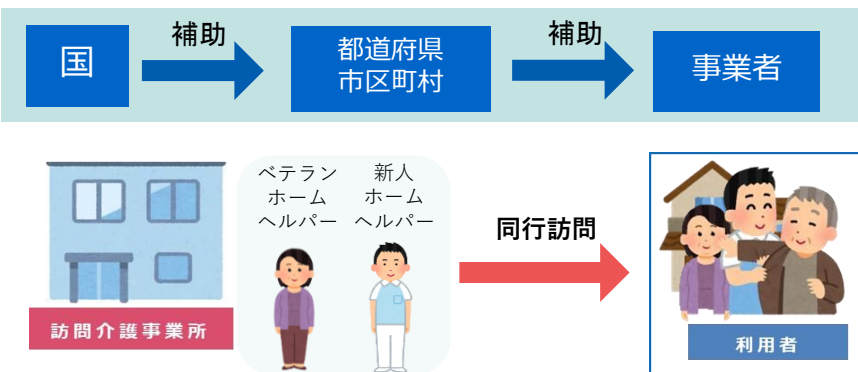 国
補助
都道府県
市区町村
補助
事業者
ベテラン
ホーム
ヘルパー
新人
ホーム
ヘルパー
同行訪問
訪問介護事業所
利用者